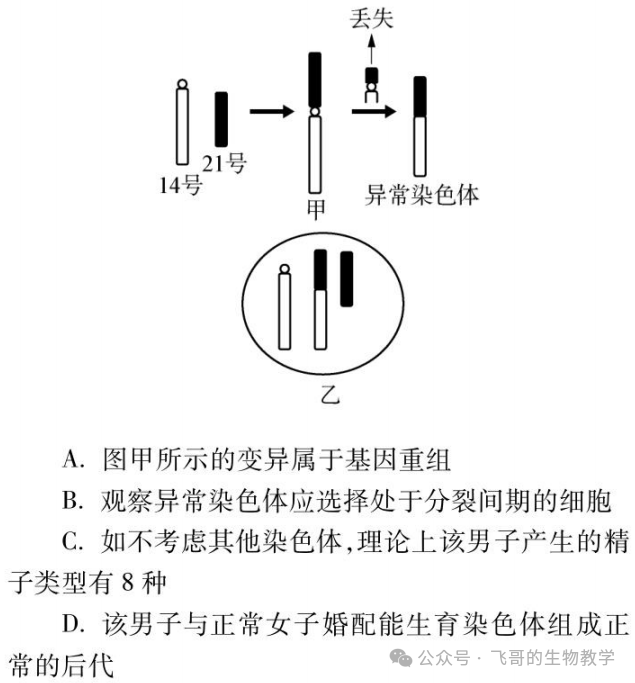 丢失
14号
21号
甲
异常染色体
乙
A. 图甲所示的变异属于基因重组
B. 观察异常染色体应选择处于分裂间期的细胞
C. 如不考虑其他染色体,理论上该男子产生的精
子类型有 8 种
D. 该男子与正常女子婚配能生育染色体组成正
常的后代
公众号 · 飞哥的生物教学